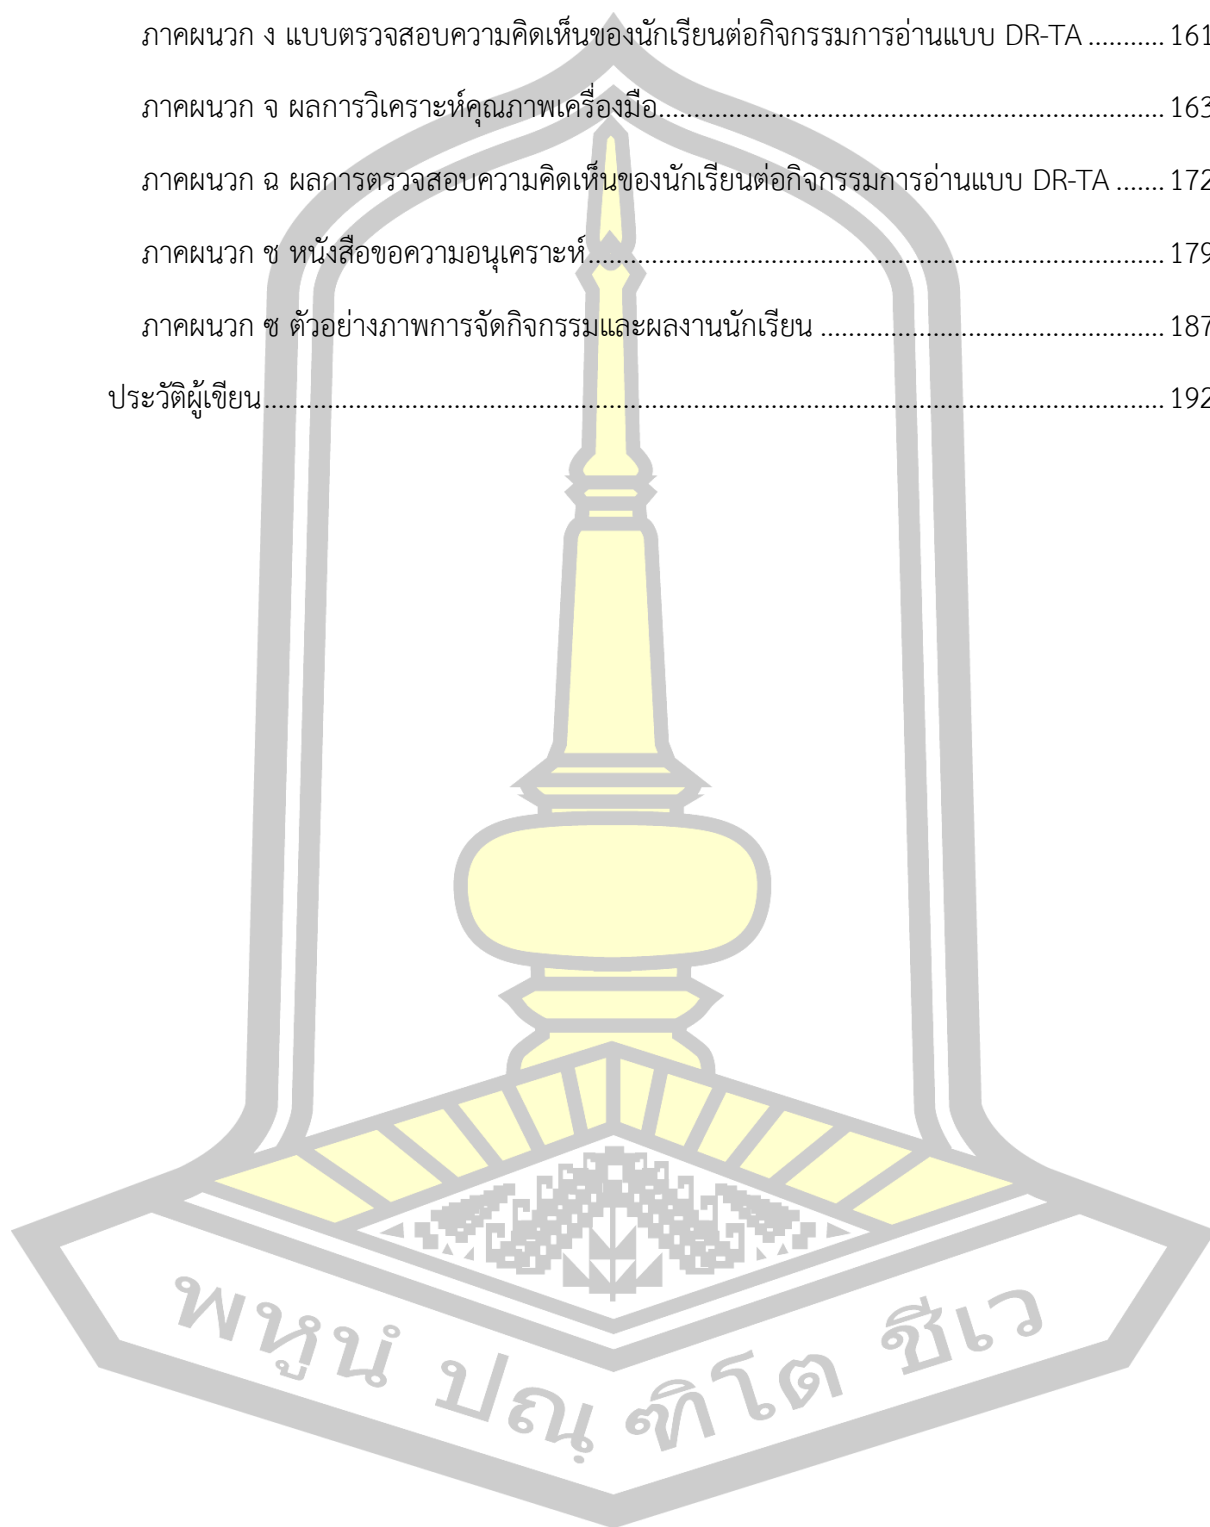 ภาคผนวก ง แบบตรวจสอบความคิดเห็นของนักเรียนต่อกิจกรรมการอ่านแบบ DR-TA ........... 161
ภาคผนวก จ ผลการวิเคราะห์คุณภาพเครื่องมือ......................................................................... 163
ภาคผนวก ฉ ผลการตรวจสอบความคิดเห็นของนักเรียนต่อกิจกรรมการอ่านแบบ DR-TA ....... 172
ภาคผนวก ช หนังสือขอความอนุเคราะห์.................................................................................. 179
ภาคผนวก ซ ตัวอย่างภาพการจัดกิจกรรมและผลงานนักเรียน ................................................. 187
ประวัติผู้เขียน................................................................................................................................. 192
พหูนํ ปณฺฑิโต ชีเว